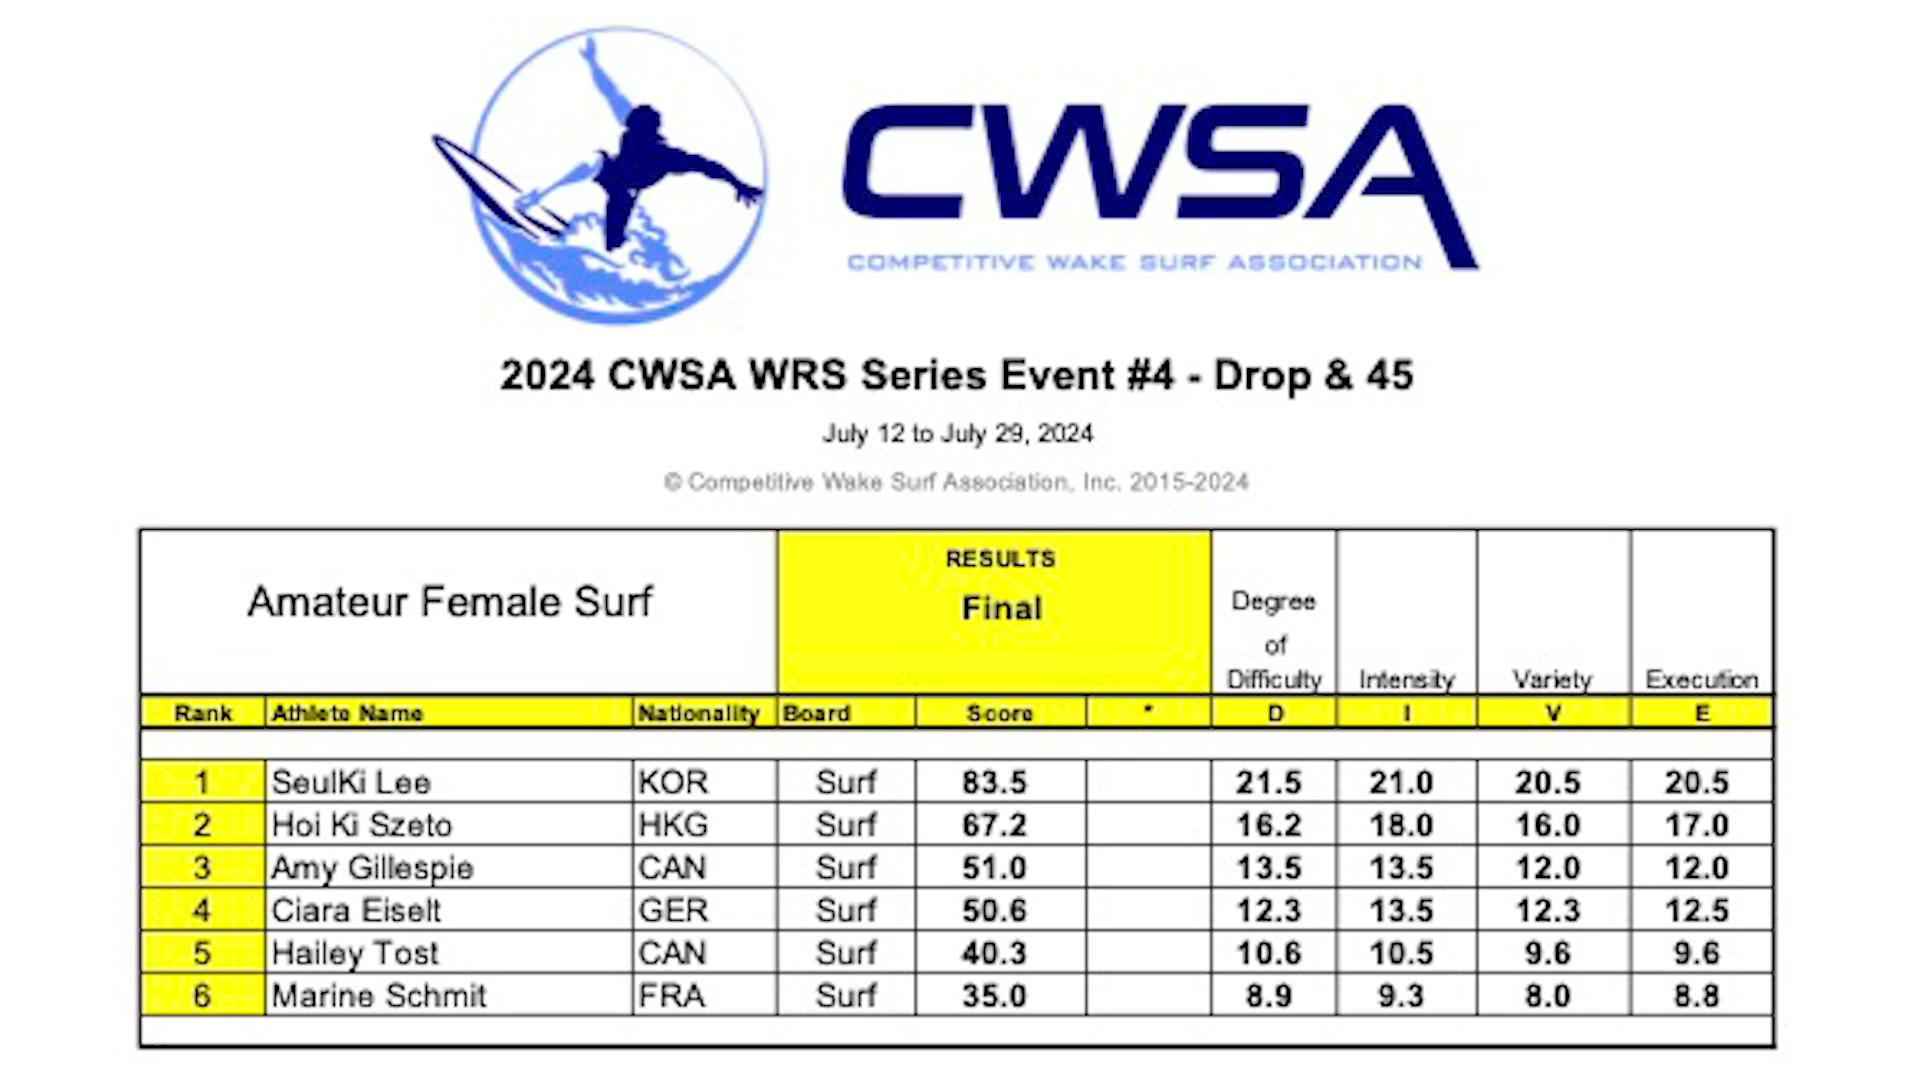 CWSA
COMPETITIVE WAKE SURF ASSOCIATION
2024 CWSA WRS Series Event #4 - Drop & 45
July 12 to July 29, 2024
© Competitive Wake Surf Association, Inc. 2015-2024
Amateur Female Surf
RESULTS
Final
Degree
of
Difficulty Intensity Variety Execution
Rank Athlete Name Nationality Board Score * D I V E
1 SeulKi Lee KOR Surf 83.5 21.5 21.0 20.5 20.5
2 Hoi Ki Szeto HKG Surf 67.2 16.2 18.0 16.0 17.0
3 Amy Gillespie CAN Surf 51.0 13.5 13.5 12.0 12.0
4 Ciara Eiselt GER Surf 50.6 12.3 13.5 12.3 12.5
5 Hailey Tost CAN Surf 40.3 10.6 10.5 9.6 9.6
6 Marine Schmit FRA Surf 35.0 8.9 9.3 8.0 8.8